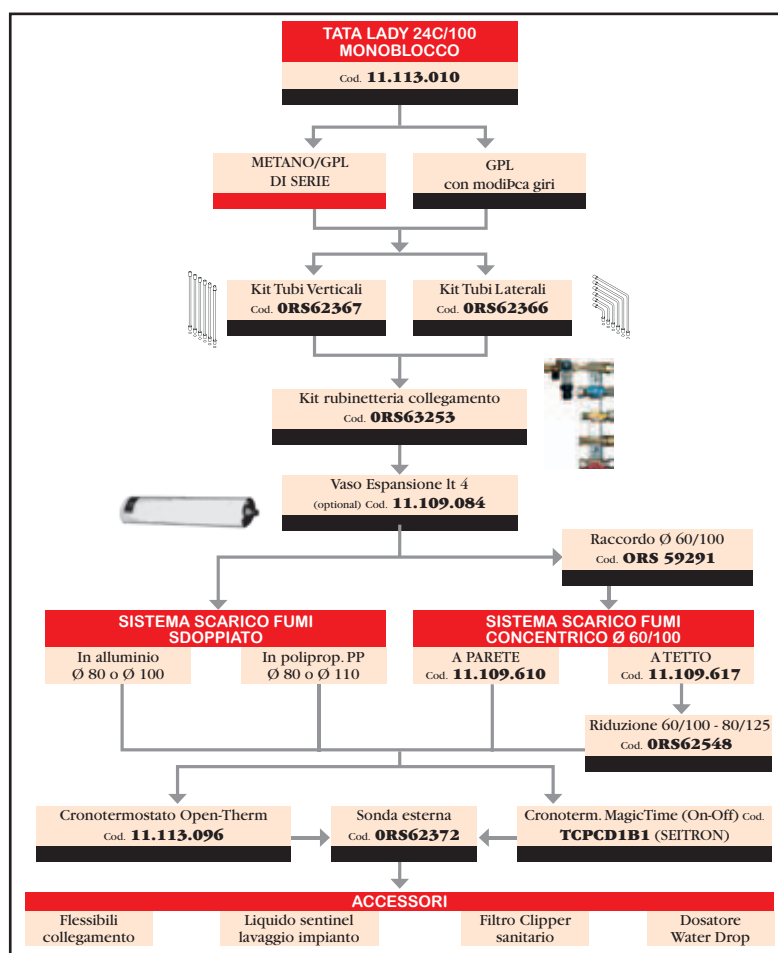 TATA LADY 24C/100
MONOBLOCCO
Cod. 11.113.010
METANO/GPL
DI SERIE
GPL
con modiÞca giri
Kit Tubi Verticali
Cod. 0RS62367
Kit Tubi Laterali
Cod. 0RS62366
Kit rubinetteria collegamento
Cod. 0RS63253
Vaso Espansione lt 4
(optional) Cod. 11.109.084
Raccordo Ø 60/100
Cod. ORS 59291
SISTEMA SCARICO FUMI
SDOPPIATO
SISTEMA SCARICO FUMI
CONCENTRICO Ø 60/100
In alluminio
Ø 80 o Ø 100
In poliprop. PP
Ø 80 o Ø 110
A PARETE
Cod. 11.109.610
A TETTO
Cod. 11.109.617
Riduzione 60/100 - 80/125
Cod. 0RS62548
Cronotermostato Open-Therm
Cod. 11.113.096
Sonda esterna
Cod. 0RS62372
Cronoterm. MagicTime (On-Off) Cod.
TCPCD1B1 (SEITRON)
ACCESSORI
Flessibili
collegamento
Liquido sentinel
lavaggio impianto
Filtro Clipper
sanitario
Dosatore
Water Drop